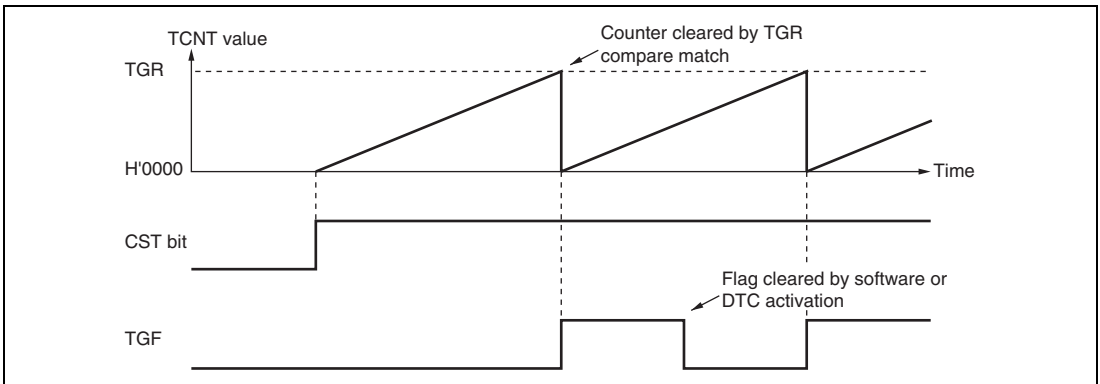 TCNT value
Counter cleared by TGR
compare match
TGR
H'0000
Time
CST bit
Flag cleared by software or
DTC activation
TGF